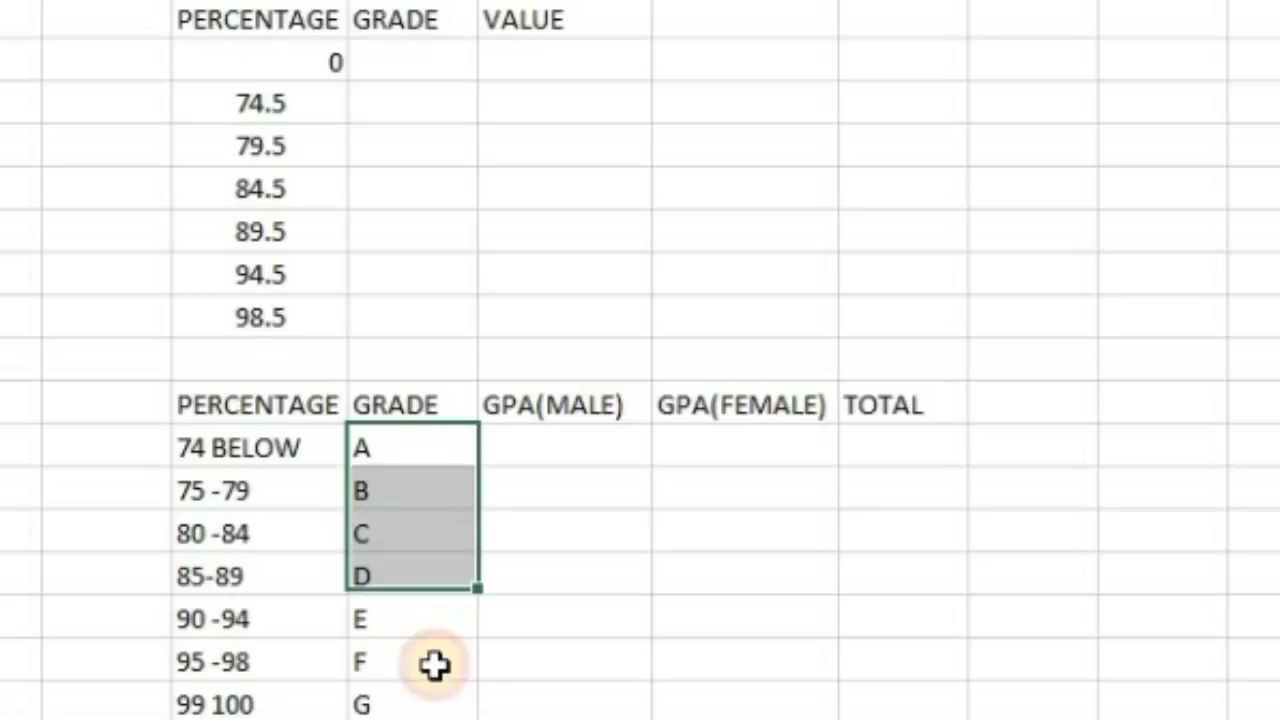 PERCENTAGE GRADE VALUE
0
74.5
79.5
84.5
89.5
94.5
98.5
PERCENTAGE GRADE GPA(MALE) GPA(FEMALE) TOTAL
74 BELOW A
75 -79 B
80 -84 C
85-89 D
90 -94 E
95 -98 F
99 100 G